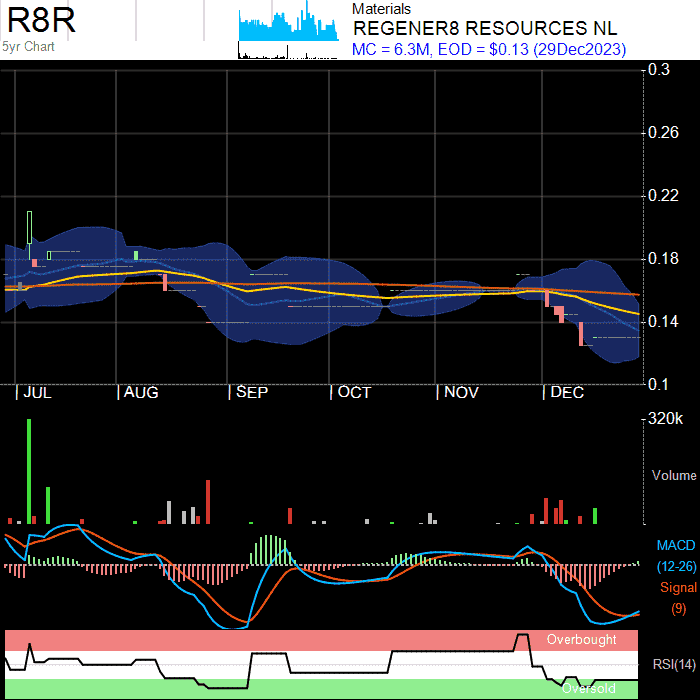 R8R
5yr Chart
Materials
REGENER8 RESOURCES NL
MC = 6.3M, EOD = $0.13 (29Dec2023)
0.3
0.26
0.22
0.18
0.14
0.1
JUL AUG SEP OCT NOV DEC
320k
Volume
MACD
(12-26)
Signal
(9)
Overbought
RSI(14)
Oversold